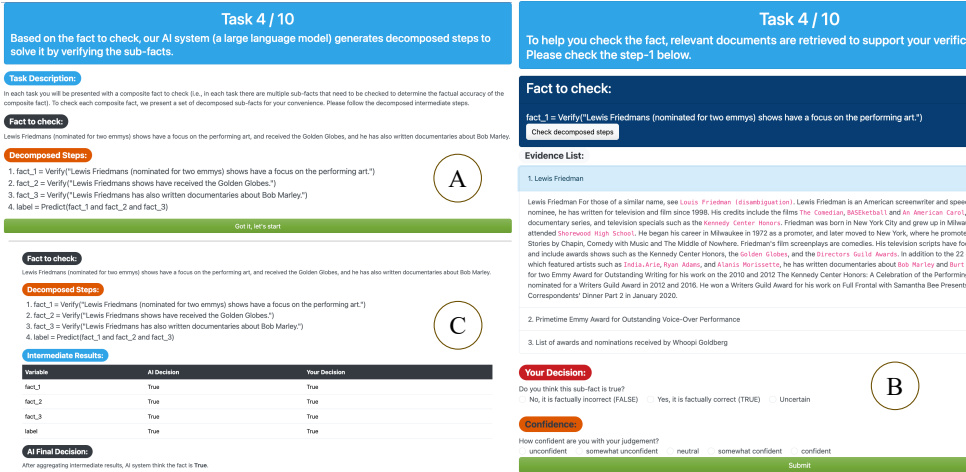 Task 4 / 10
Based on the fact to check, our AI system (a large language model) generates decomposed steps to
solve it by verifying the sub-facts.
Task Description:
In each task you will be presented with a composite fact to check (i.e., in each task there are multiple sub-facts that need to be checked to determine the factual accuracy of the
composite fact). To check each composite fact, we present a set of decomposed sub-facts for your convenience. Please follow the decomposed intermediate steps.
Fact to check:
Lewis Friedmans (nominated for two emmys) shows have a focus on the performing art, and received the Golden Globes, and he has also written documentaries about Bob Marley.
Decomposed Steps:
1. fact_1 = Verify("Lewis Friedmans (nominated for two emmys) shows have a focus on the performing art.")
2. fact_2 = Verify("Lewis Friedmans shows have received the Golden Globes.")
3. fact_3 = Verify("Lewis Friedmans has also written documentaries about Bob Marley.")
4. label = Predict(fact_1 and fact_2 and fact_3)
A
Got it, let's start
Fact to check:
Lewis Friedmans (nominated for two emmys) shows have a focus on the performing art, and received the Golden Globes, and he has also written documentaries about Bob Marley.
Decomposed Steps:
1. fact_1 = Verify("Lewis Friedmans (nominated for two emmys) shows have a focus on the performing art.")
2. fact_2 = Verify("Lewis Friedmans shows have received the Golden Globes.")
3. fact_3 = Verify("Lewis Friedmans has also written documentaries about Bob Marley.")
4. label = Predict(fact_1 and fact_2 and fact_3)
C
Intermediate Results:
Variable AI Decision Your Decision
fact_1 True True
fact_2 True True
fact_3 True True
label True True
AI Final Decision:
After aggregating intermediate results, AI system think the fact is True.
Task 4 / 10
To help you check the fact, relevant documents are retrieved to support your verific
Please check the step-1 below.
Fact to check:
fact_1 = Verify("Lewis Friedmans (nominated for two emmys) shows have a focus on the performing art.")
Check decomposed steps
Evidence List:
1. Lewis Friedman
Lewis Friedman For those of a similar name, see Louis Friedman (disambiguation). Lewis Friedman is an American screenwriter and spee
nominee, he has written for television and film since 1998. His credits include the films The Comedian, BASEketball and An American Carol,
documentary series, and television specials such as the Kennedy Center Honors. Friedman was born in New York City and grew up in Milwa
attended Shorewood High School. He began his career in Milwaukee in 1972 as a promoter, and later moved to New York, where he promote
Stories by Chapin, Comedy with Music and The Middle of Nowhere. Friedman's film screenplays are comedies. His television scripts have foc
and include awards shows such as the Kennedy Center Honors, the Golden Globes, and the Directors Guild Awards. In addition to the 22
which featured artists such as India.Arie, Ryan Adams, and Alanis Morissette, he has written documentaries about Bob Marley and Burt
for two Emmy Award for Outstanding Writing for his work on the 2010 and 2012 The Kennedy Center Honors: A Celebration of the Performing
nominated for a Writers Guild Award in 2012 and 2016. He won a Writers Guild Award for his work on Full Frontal with Samantha Bee Presents
Correspondents' Dinner Part 2 in January 2020.
2. Primetime Emmy Award for Outstanding Voice-Over Performance
3. List of awards and nominations received by Whoopi Goldberg
Your Decision:
Do you think this sub-fact is true?
No, it is factually incorrect (FALSE) Yes, it is factually correct (TRUE) Uncertain
B
Confidence:
How confident are you with your judgement?
unconfident somewhat unconfident neutral somewhat confident confident
Submit